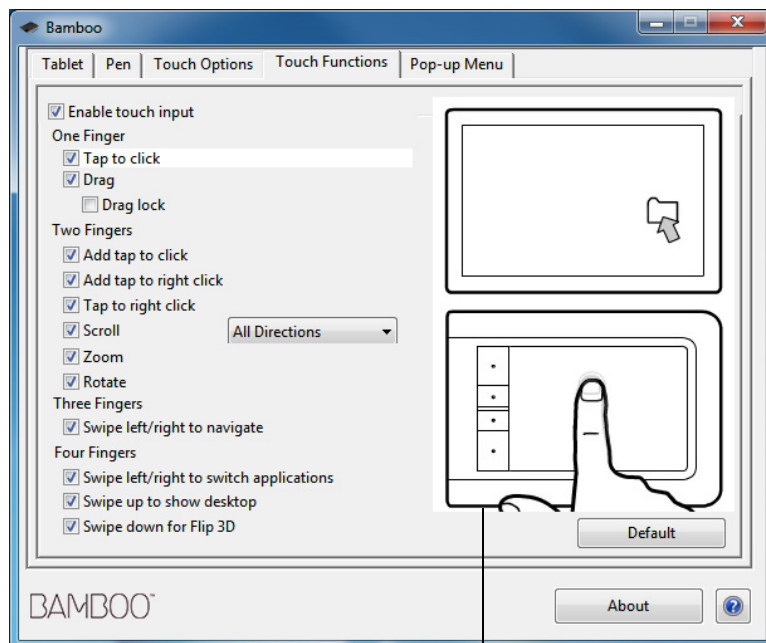 Bamboo
Tablet Pen Touch Options Touch Functions Pop-up Menu
Enable touch input
One Finger
Tap to click
Drag
Drag lock
Two Fingers
Add tap to click
Add tap to right click
Tap to right click
Scroll All Directions
Zoom
Rotate
Three Fingers
Swipe left/right to navigate
Four Fingers
Swipe left/right to switch applications
Swipe up to show desktop
Swipe down for Flip 3D
Default
BAMBOO™ About ?